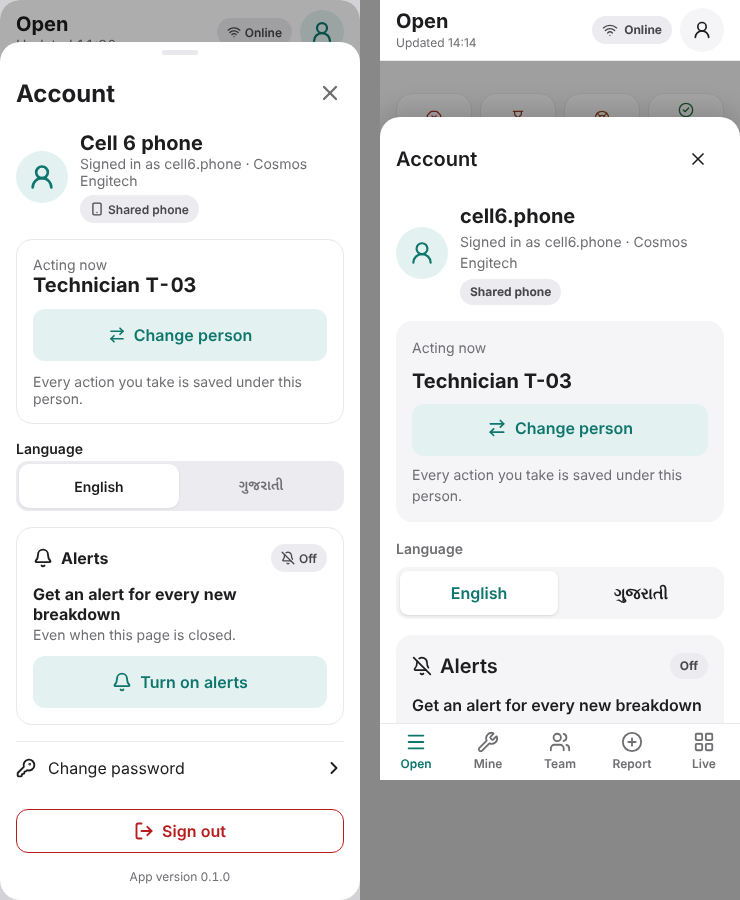 Open
Online
Account
Cell 6 phone
Signed in as cell6.phone · Cosmos
Engitech
Shared phone
Acting now
Technician T-03
Change person
Every action you take is saved under this
person.
Language
English
ગુજરાતી
Alerts
Off
Get an alert for every new
breakdown
Even when this page is closed.
Turn on alerts
Change password
Sign out
App version 0.1.0
Open
Updated 14:14
Online
Account
cell6.phone
Signed in as cell6.phone · Cosmos
Engitech
Shared phone
Acting now
Technician T-03
Change person
Every action you take is saved under this
person.
Language
English
ગુજરાતી
Alerts
Off
Get an alert for every new breakdown
Open
Mine
Team
Report
Live